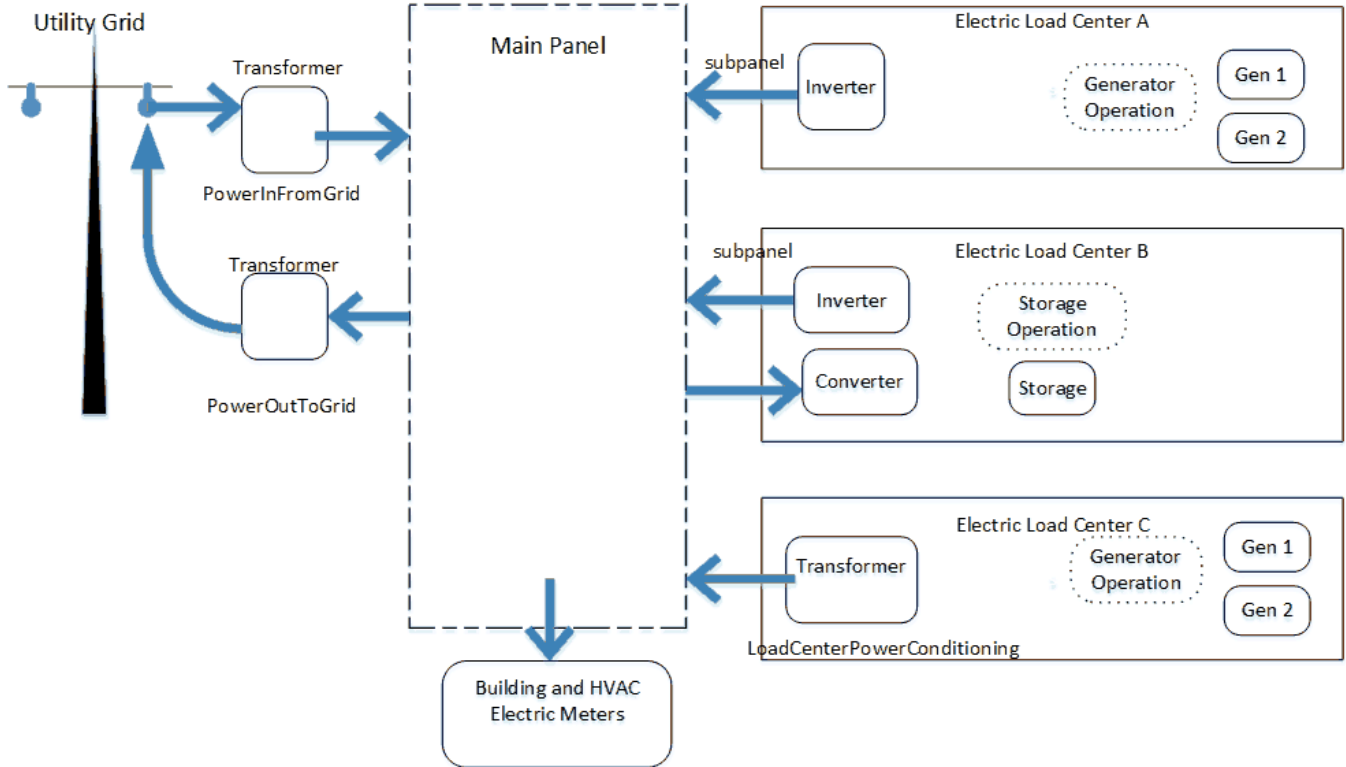 Utility Grid
Transformer
PowerInFromGrid
Transformer
PowerOutToGrid
Main Panel
Building and HVAC
Electric Meters
subpanel
Electric Load Center A
Inverter
Generator
Operation
Gen 1
Gen 2
subpanel
Electric Load Center B
Inverter
Storage
Operation
Converter
Storage
Electric Load Center C
Transformer
Generator
Operation
Gen 1
Gen 2
LoadCenterPowerConditioning